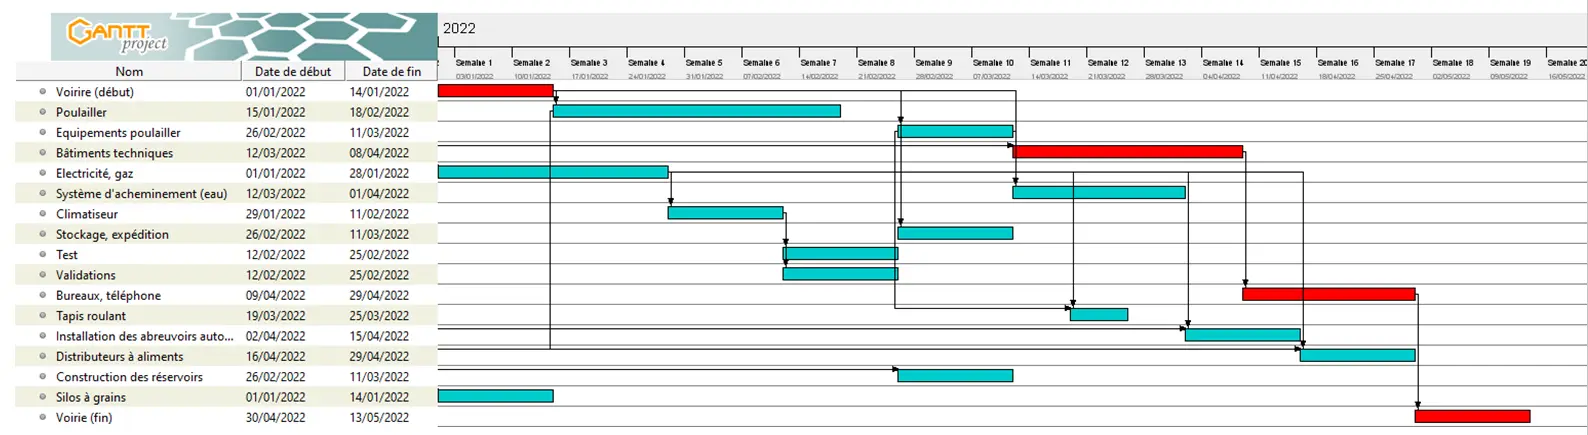 GANTT project
2022
Semaine 1 Semaine 2 Semaine 3 Semaine 4 Semaine 5 Semaine 6 Semaine 7 Semaine 8 Semaine 9 Semaine 10 Semaine 11 Semaine 12 Semaine 13 Semaine 14 Semaine 15 Semaine 16 Semaine 17 Semaine 18 Semaine 19 Semaine 20
Nom Date de début Date de fin 03/01/2022 10/01/2022 17/01/2022 24/01/2022 31/01/2022 07/02/2022 14/02/2022 21/02/2022 28/02/2022 07/03/2022 14/03/2022 21/03/2022 28/03/2022 04/04/2022 11/04/2022 18/04/2022 25/04/2022 02/05/2022 09/05/2022 16/05/2022
Voirire (début) 01/01/2022 14/01/2022
Poulailler 15/01/2022 18/02/2022
Equipements poulailler 26/02/2022 11/03/2022
Bâtiments techniques 12/03/2022 08/04/2022
Electricité, gaz 01/01/2022 28/01/2022
Système d'acheminement (eau) 12/03/2022 01/04/2022
Climatiseur 29/01/2022 11/02/2022
Stockage, expédition 26/02/2022 11/03/2022
Test 12/02/2022 25/02/2022
Validations 12/02/2022 25/02/2022
Bureaux, téléphone 09/04/2022 29/04/2022
Tapis roulant 19/03/2022 25/03/2022
Installation des abreuvoirs auto... 02/04/2022 15/04/2022
Distributeurs à aliments 16/04/2022 29/04/2022
Construction des réservoirs 26/02/2022 11/03/2022
Silos à grains 01/01/2022 14/01/2022
Voirie (fin) 30/04/2022 13/05/2022